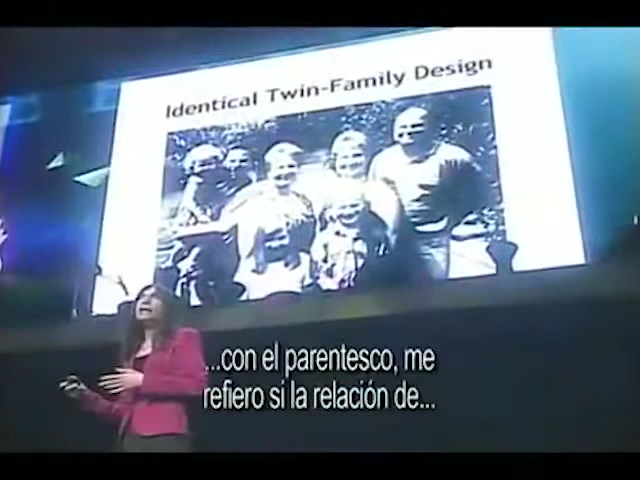 Identical Twin-Family Design
...con el parentesco, me
refiero si la relación de...